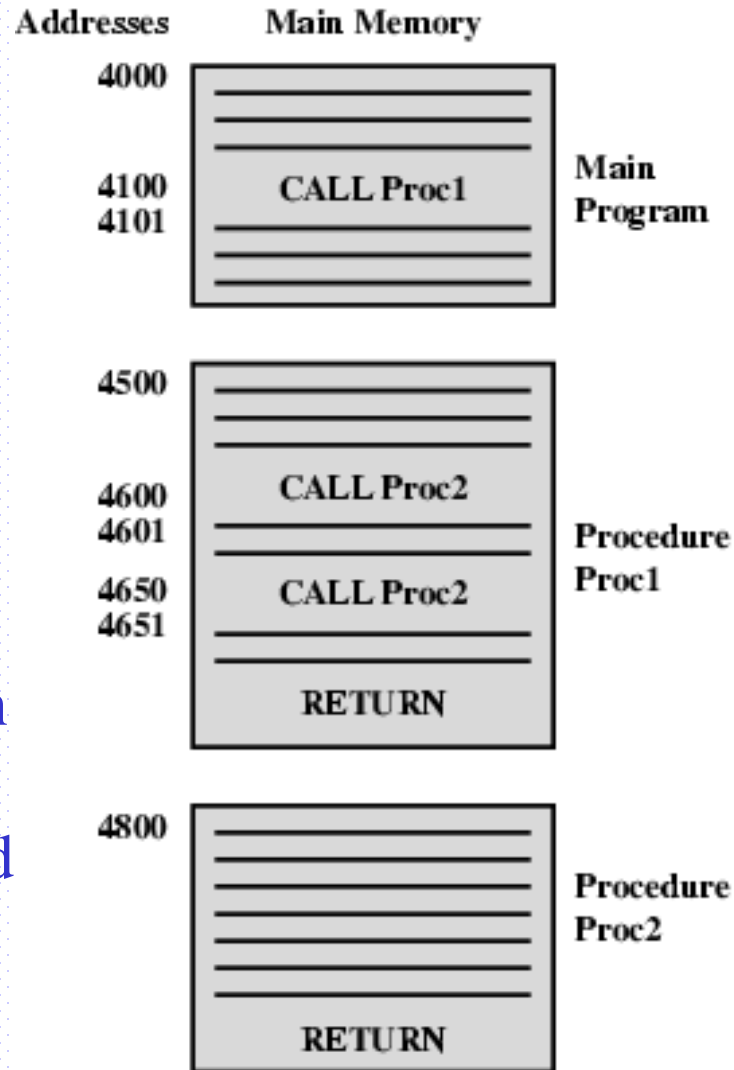 Addresses Main Memory
4000
4100 CALL Proc1
4101
Main
Program
4500
4600 CALL Proc2
4601
4650 CALL Proc2
4651
RETURN
Procedure
Proc1
4800
RETURN
Procedure
Proc2